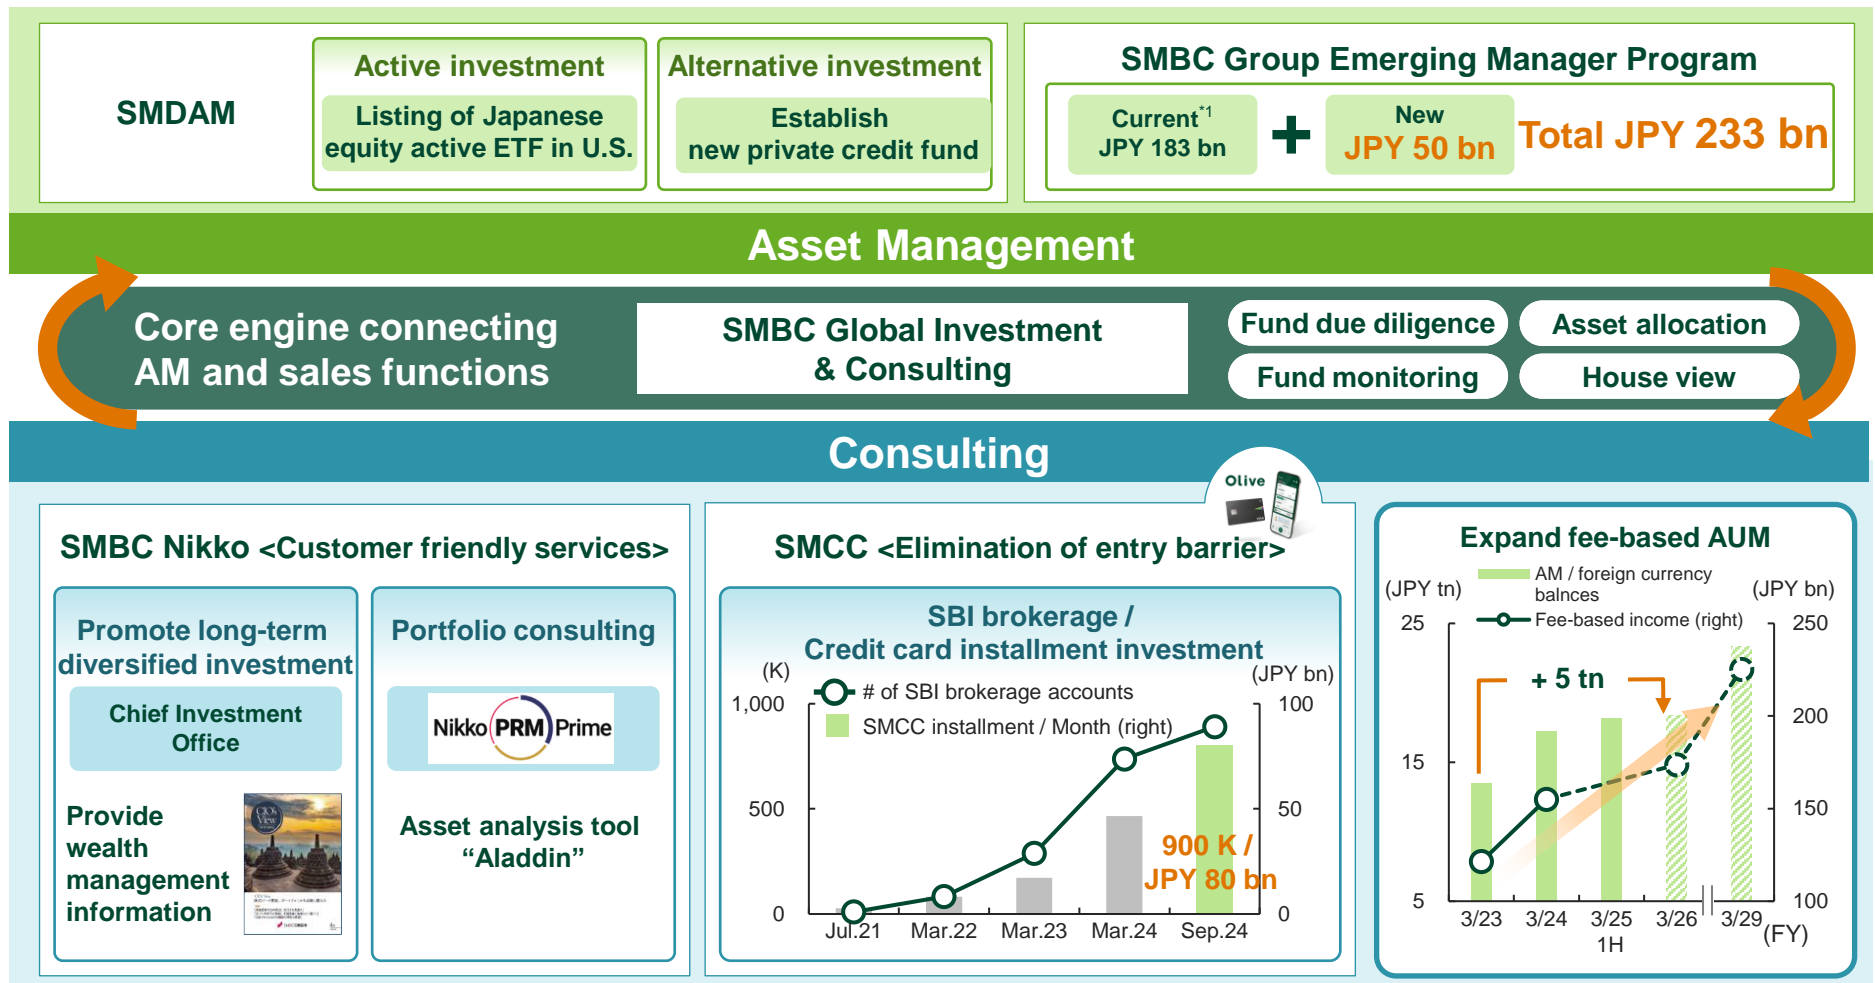 SMDAM
Active investment
Listing of Japanese
equity active ETF in U.S.
Alternative investment
Establish
new private credit fund
SMBC Group Emerging Manager Program
Current*1
JPY 183 bn
+
New
JPY 50 bn
Total JPY 233 bn
Asset Management
Core engine connecting
AM and sales functions
SMBC Global Investment
& Consulting
Fund due diligence
Asset allocation
Fund monitoring
House view
Consulting
SMBC Nikko <Customer friendly services>
Promote long-term
diversified investment
Chief Investment
Office
Provide
wealth
management
information
CIO's
View
Portfolio consulting
Nikko PRM Prime
Asset analysis tool
“Aladdin”
Olive
SMCC <Elimination of entry barrier>
SBI brokerage /
Credit card installment investment
(K)
(JPY bn)
# of SBI brokerage accounts
SMCC installment / Month (right)
1,000
500
0
100
50
0
900 K /
JPY 80 bn
Jul.21
Mar.22
Mar.23
Mar.24
Sep.24
Expand fee-based AUM
(JPY tn)
(JPY bn)
AM / foreign currency
balnces
Fee-based income (right)
25
15
5
250
200
150
100
+ 5 tn
3/23
3/24
3/25
1H
3/26
3/29
(FY)